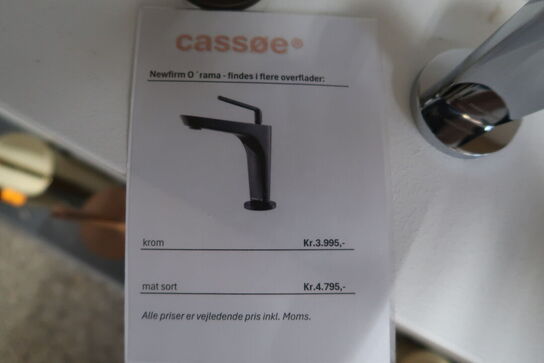 cassøe®
Newfirm O´rama - findes i flere overflader:
krom Kr.3.995,-
mat sort Kr.4.795,-
Alle priser er vejledende pris inkl. Moms.